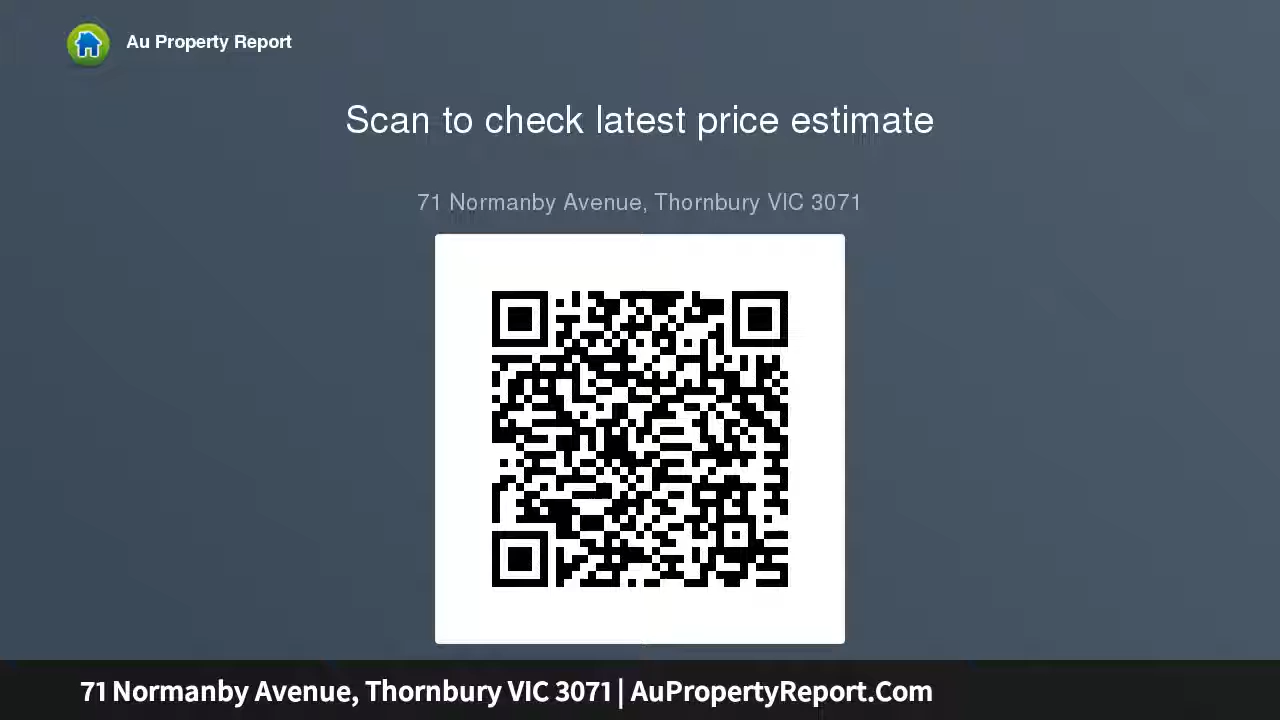 Au Property Report
Scan to check latest price estimate
71 Normanby Avenue, Thornbury VIC 3071
71 Normanby Avenue, Thornbury VIC 3071 | AuPropertyReport.Com